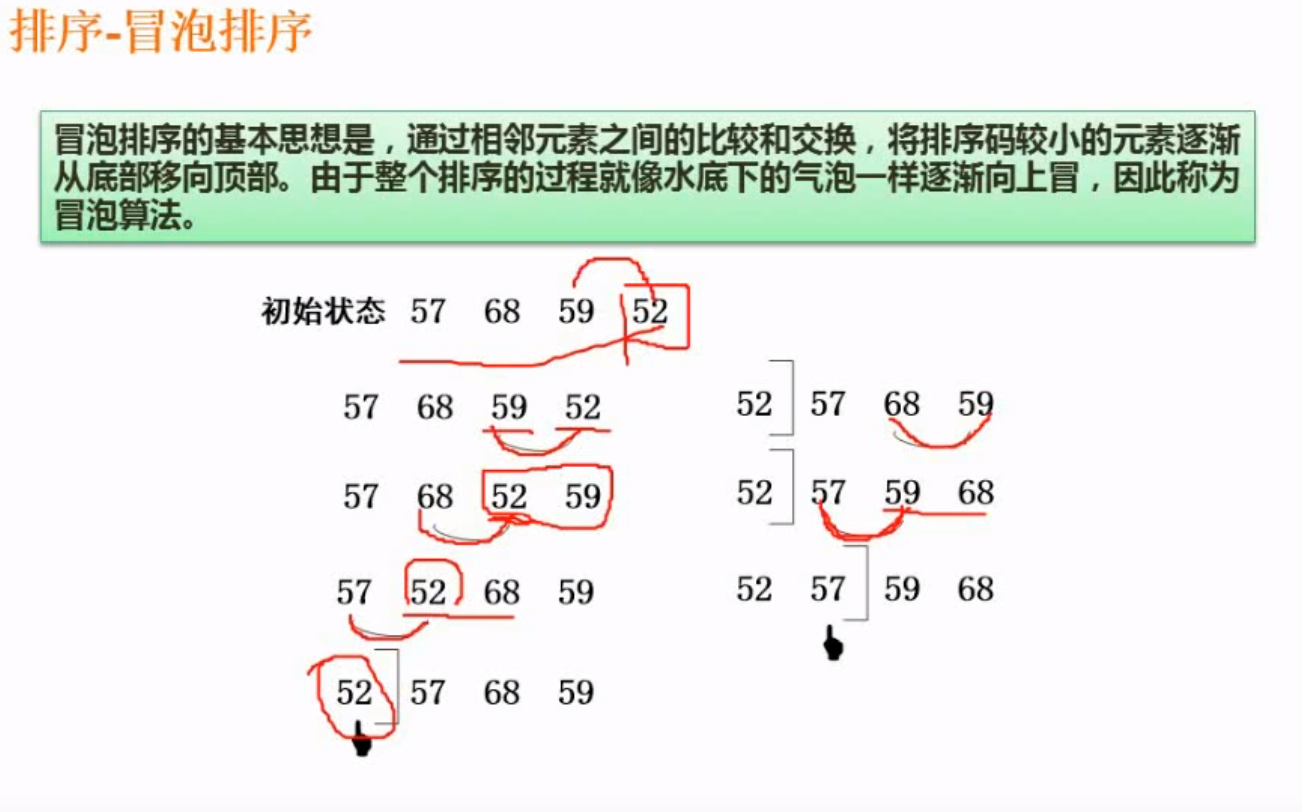 排序-冒泡排序
冒泡排序的基本思想是，通过相邻元素之间的比较和交换，将排序码较小的元素逐渐
从底部移向顶部。由于整个排序的过程就像水底下的气泡一样逐渐向上冒，因此称为
冒泡算法。
初始状态 57 68 59 52
57 68 59 52
57 68 52 59
57 52 68 59
52 57 68 59
52 57 68 59
52 57 59 68
52 57 59 68